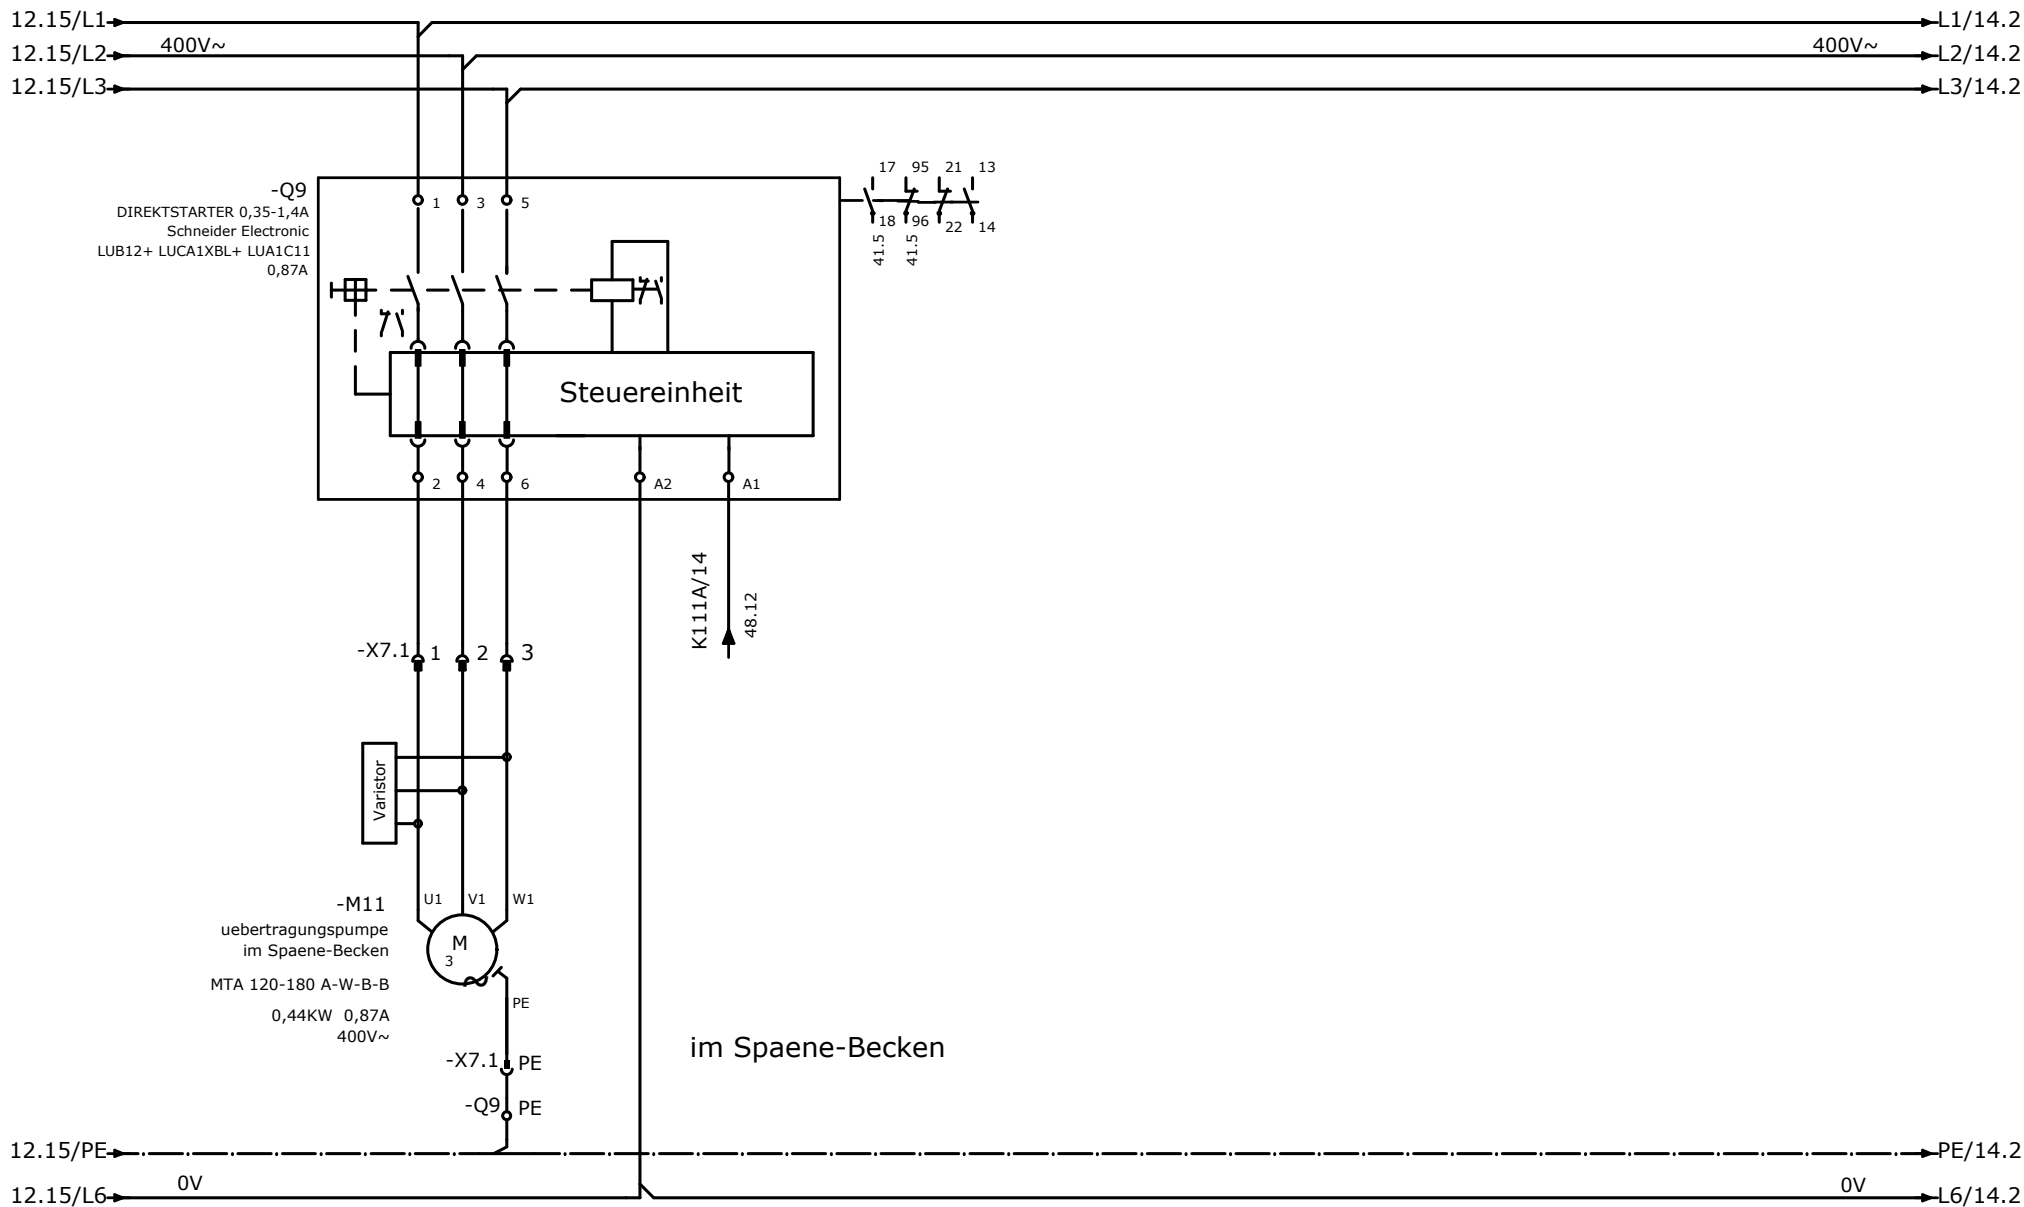 12.15/L1
L1/14.2
12.15/L2
400V~
400V~
L2/14.2
12.15/L3
L3/14.2
17 95 21 13
-Q9
DIREKTSTARTER 0,35-1,4A
Schneider Electronic
LUB12+ LUCA1XBL+ LUA1C11
0,87A
1 3 5
18 96 22 14
41.5 41.5
Steuereinheit
2 4 6 A2 A1
K111A/14
48.12
-X7.1 1 2 3
Varistor
-M11
U1 V1 W1
uebertragungspumpe
im Spaene-Becken
M
3
MTA 120-180 A-W-B-B
0,44KW 0,87A
400V~
PE
im Spaene-Becken
-X7.1 PE
-Q9 PE
12.15/PE
PE/14.2
12.15/L6
0V
0V
L6/14.2